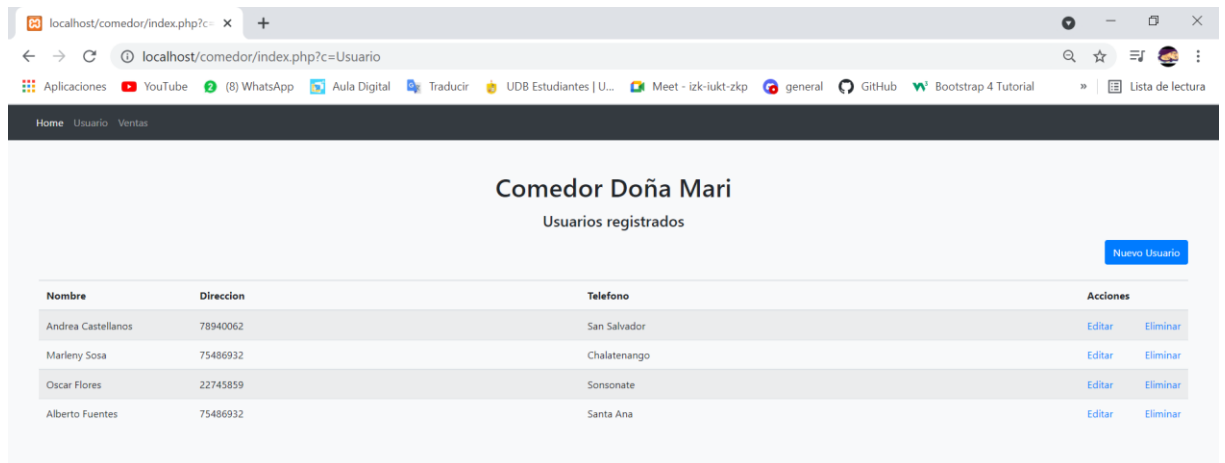 localhost/comedor/index.php?c=
localhost/comedor/index.php?c=Usuario
Aplicaciones YouTube (8) WhatsApp Aula Digital Traducir UDB Estudiantes | U... Meet - izk-iukt-zkp general GitHub Bootstrap 4 Tutorial » Lista de lectura
Home Usuario Ventas
Comedor Doña Mari
Usuarios registrados
Nuevo Usuario
Nombre Direccion Telefono Acciones
Andrea Castellanos 78940062 San Salvador Editar Eliminar
Marleny Sosa 75486932 Chalatenango Editar Eliminar
Oscar Flores 22745859 Sonsonate Editar Eliminar
Alberto Fuentes 75486932 Santa Ana Editar Eliminar